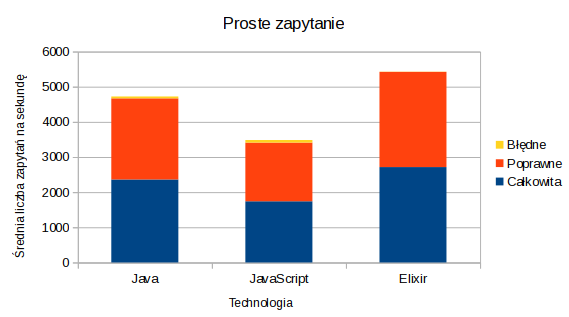 Proste zapytanie
Średnia liczba zapytań na sekundę
6000
5000
4000
3000
2000
1000
0
Java
JavaScript
Elixir
Technologia
Błędne
Poprawne
Całkowita